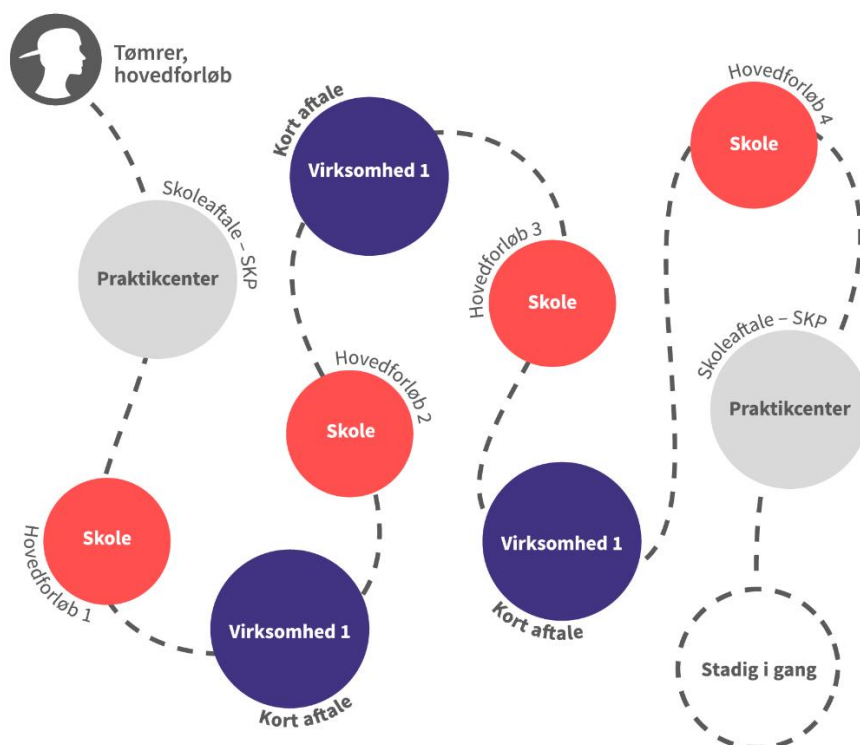 Tømrer,
hovedforløb
Skoleaftale – SKP
Praktikcenter
Skole
Hovedforløb 1
Virksomhed 1
Kort aftale
Hovedforløb 2
Skole
Kort aftale
Virksomhed 1
Hovedforløb 3
Skole
Virksomhed 1
Kort aftale
Hovedforløb 4
Skole
Skoleaftale – SKP
Praktikcenter
Stadig i gang